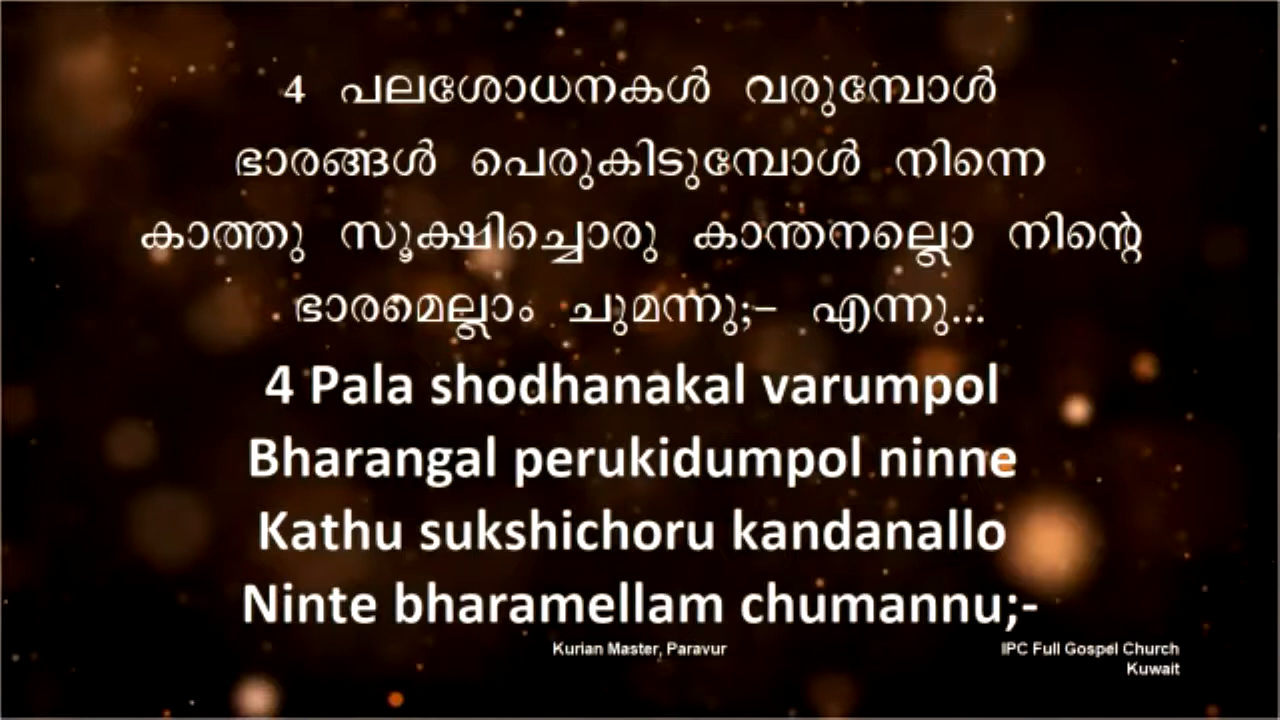 4 പലശോധനകൾ വരുമ്പോൾ
ഭാരങ്ങൾ പെരുകിടുമ്പോൾ നിന്നെ
കാത്തു സൂക്ഷിച്ചൊരു കാന്തനല്ലൊ നിന്റെ
ഭാരമെല്ലാം ചുമന്നു;– എന്നു...
4 Pala shodhanakal varumpol
Bharangal perukidumpol ninne
Kathu sukshichoru kandanallo
Ninte bharamellam chumannu;-
Kurian Master, Paravur
IPC Full Gospel Church
Kuwait